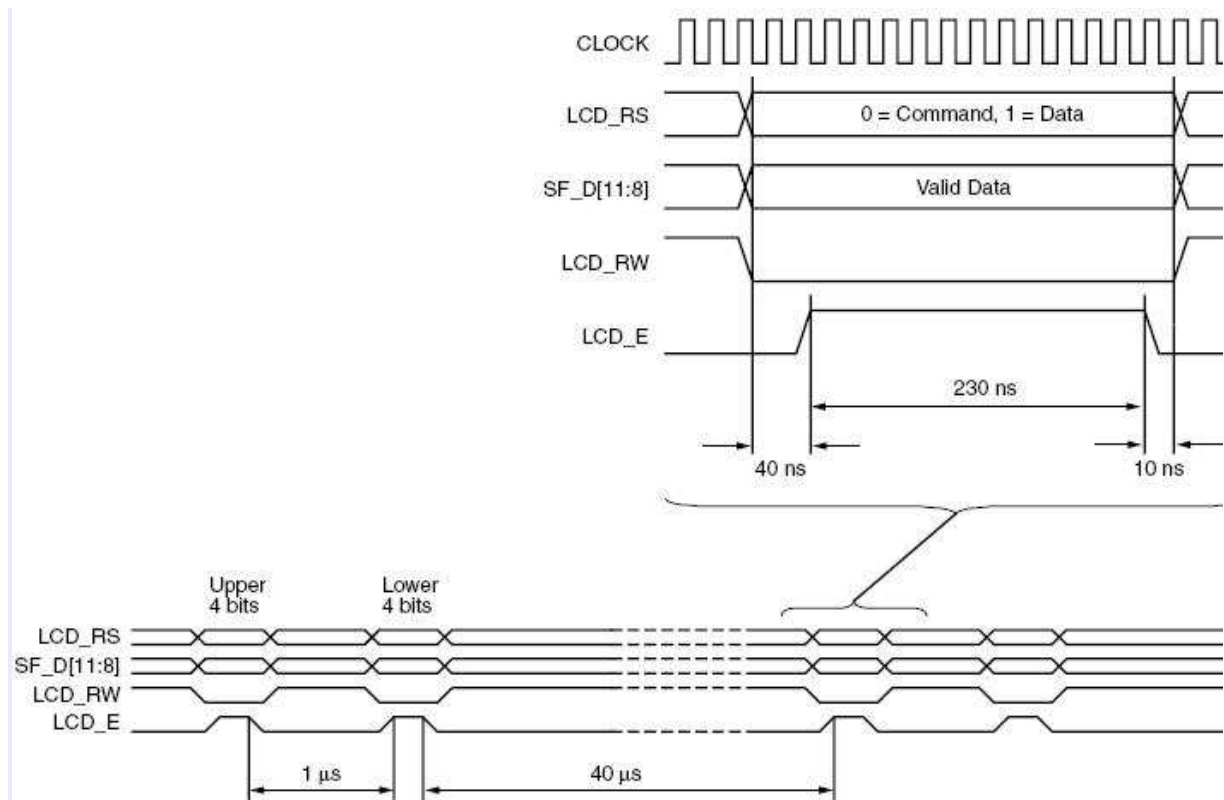 CLOCK
LCD_RS
0 = Command, 1 = Data
SF_D[11:8]
Valid Data
LCD_RW
LCD_E
230 ns
40 ns
10 ns
Upper
4 bits
Lower
4 bits
LCD_RS
SF_D[11:8]
LCD_RW
LCD_E
1 μs
40 μs